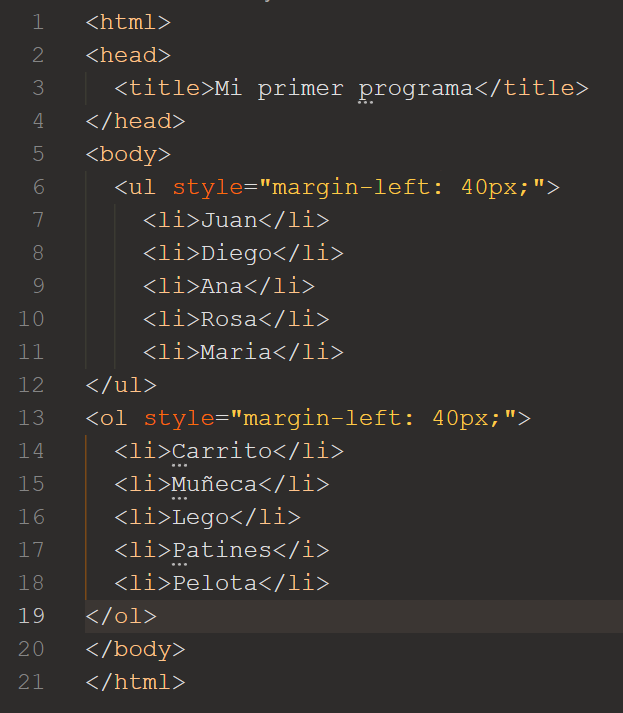 1 <html>
2 <head>
3 <title>Mi primer programa</title>
4 </head>
5 <body>
6 <ul style="margin-left: 40px;">
7 <li>Juan</li>
8 <li>Diego</li>
9 <li>Ana</li>
10 <li>Rosa</li>
11 <li>Maria</li>
12 </ul>
13 <ol style="margin-left: 40px;">
14 <li>Carrito</li>
15 <li>Muñeca</li>
16 <li>Lego</li>
17 <li>Patines</i>
18 <li>Pelota</li>
19 </ol>
20 </body>
21 </html>